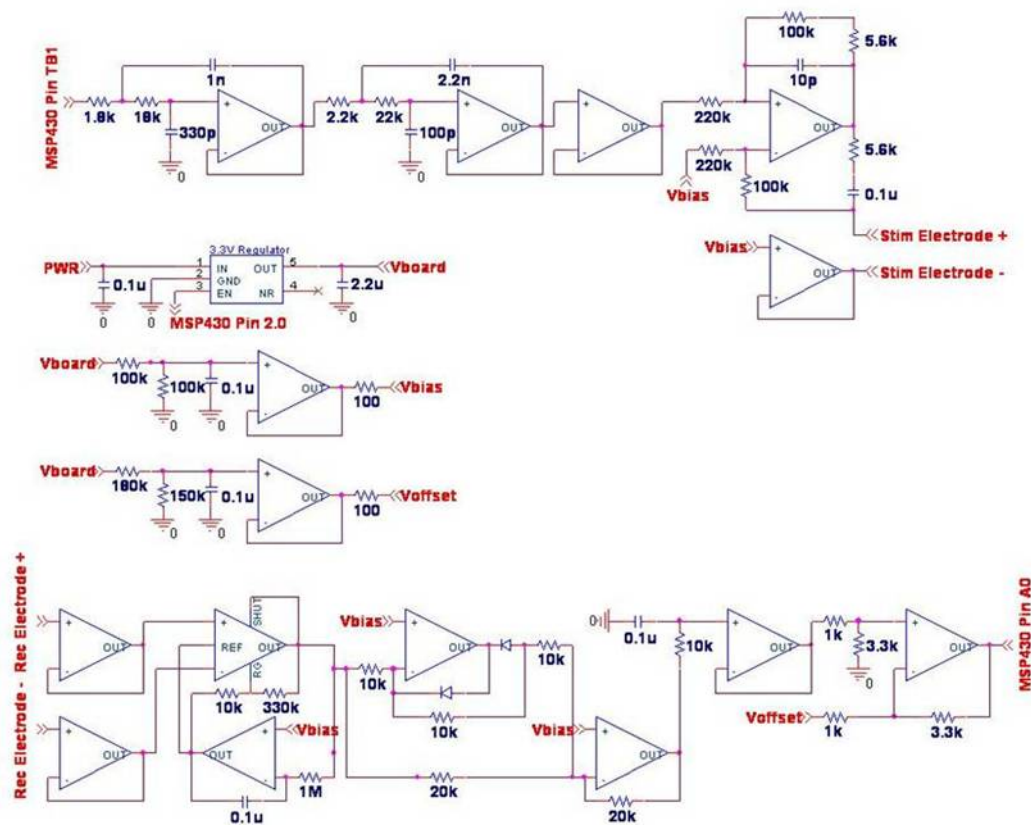 MSP430 Pin TB1
1.8k
18k
1n
330p
0
+
-
OUT
2.2k
22k
2.2n
100p
0
+
-
OUT
+
-
OUT
220k
220k
Vbias
100k
5.6k
10p
+
-
OUT
100k
5.6k
0.1u
Stim Electrode +
Vbias
+
-
OUT
Stim Electrode -
3.3V Regulator
PWR
0.1u
0
0
1
2
3
IN
GND
EN
OUT
NR
5
4
Vboard
2.2u
0
MSP430 Pin 2.0
Vboard
100k
100k
0.1u
0
0
+
-
OUT
100
Vbias
Vboard
180k
150k
0.1u
0
0
+
-
OUT
100
Voffset
Rec Electrode - Rec Electrode +
+
-
OUT
+
-
OUT
+
REF
-
SHUT
OUT
RG
10k
330k
OUT
+
-
Vbias
1M
0.1u
Vbias
+
-
OUT
10k
10k
10k
20k
Vbias
+
-
OUT
20k
0
0.1u
10k
+
-
OUT
1k
3.3k
0
+
-
OUT
Voffset
1k
3.3k
MSP430 Pin A0